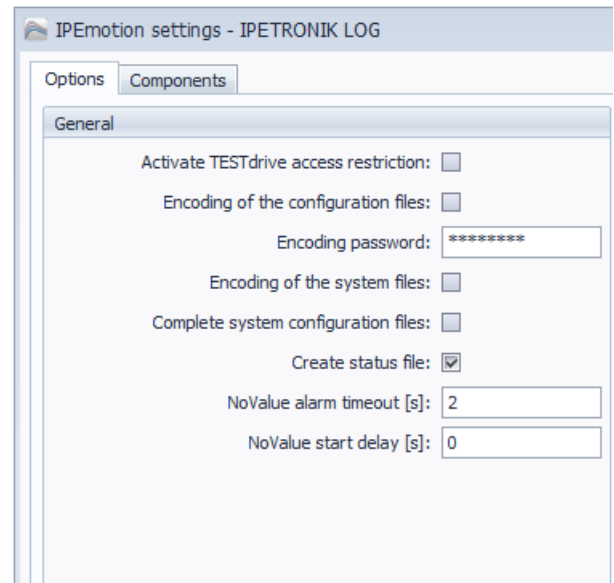 IPEmotion settings - IPETRONIK LOG
Options Components
General
Activate TESTdrive access restriction:
Encoding of the configuration files:
Encoding password: ********
Encoding of the system files:
Complete system configuration files:
Create status file:
NoValue alarm timeout [s]: 2
NoValue start delay [s]: 0